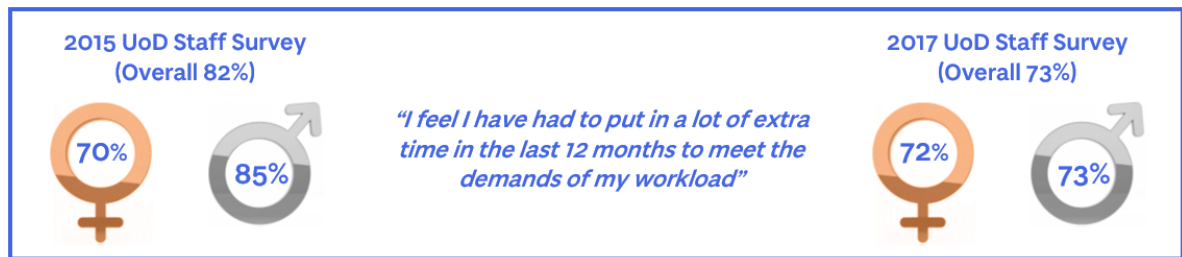 2015 UoD Staff Survey
(Overall 82%)
70%
85%
“I feel I have had to put in a lot of extra
time in the last 12 months to meet the
demands of my workload”
2017 UoD Staff Survey
(Overall 73%)
72%
73%